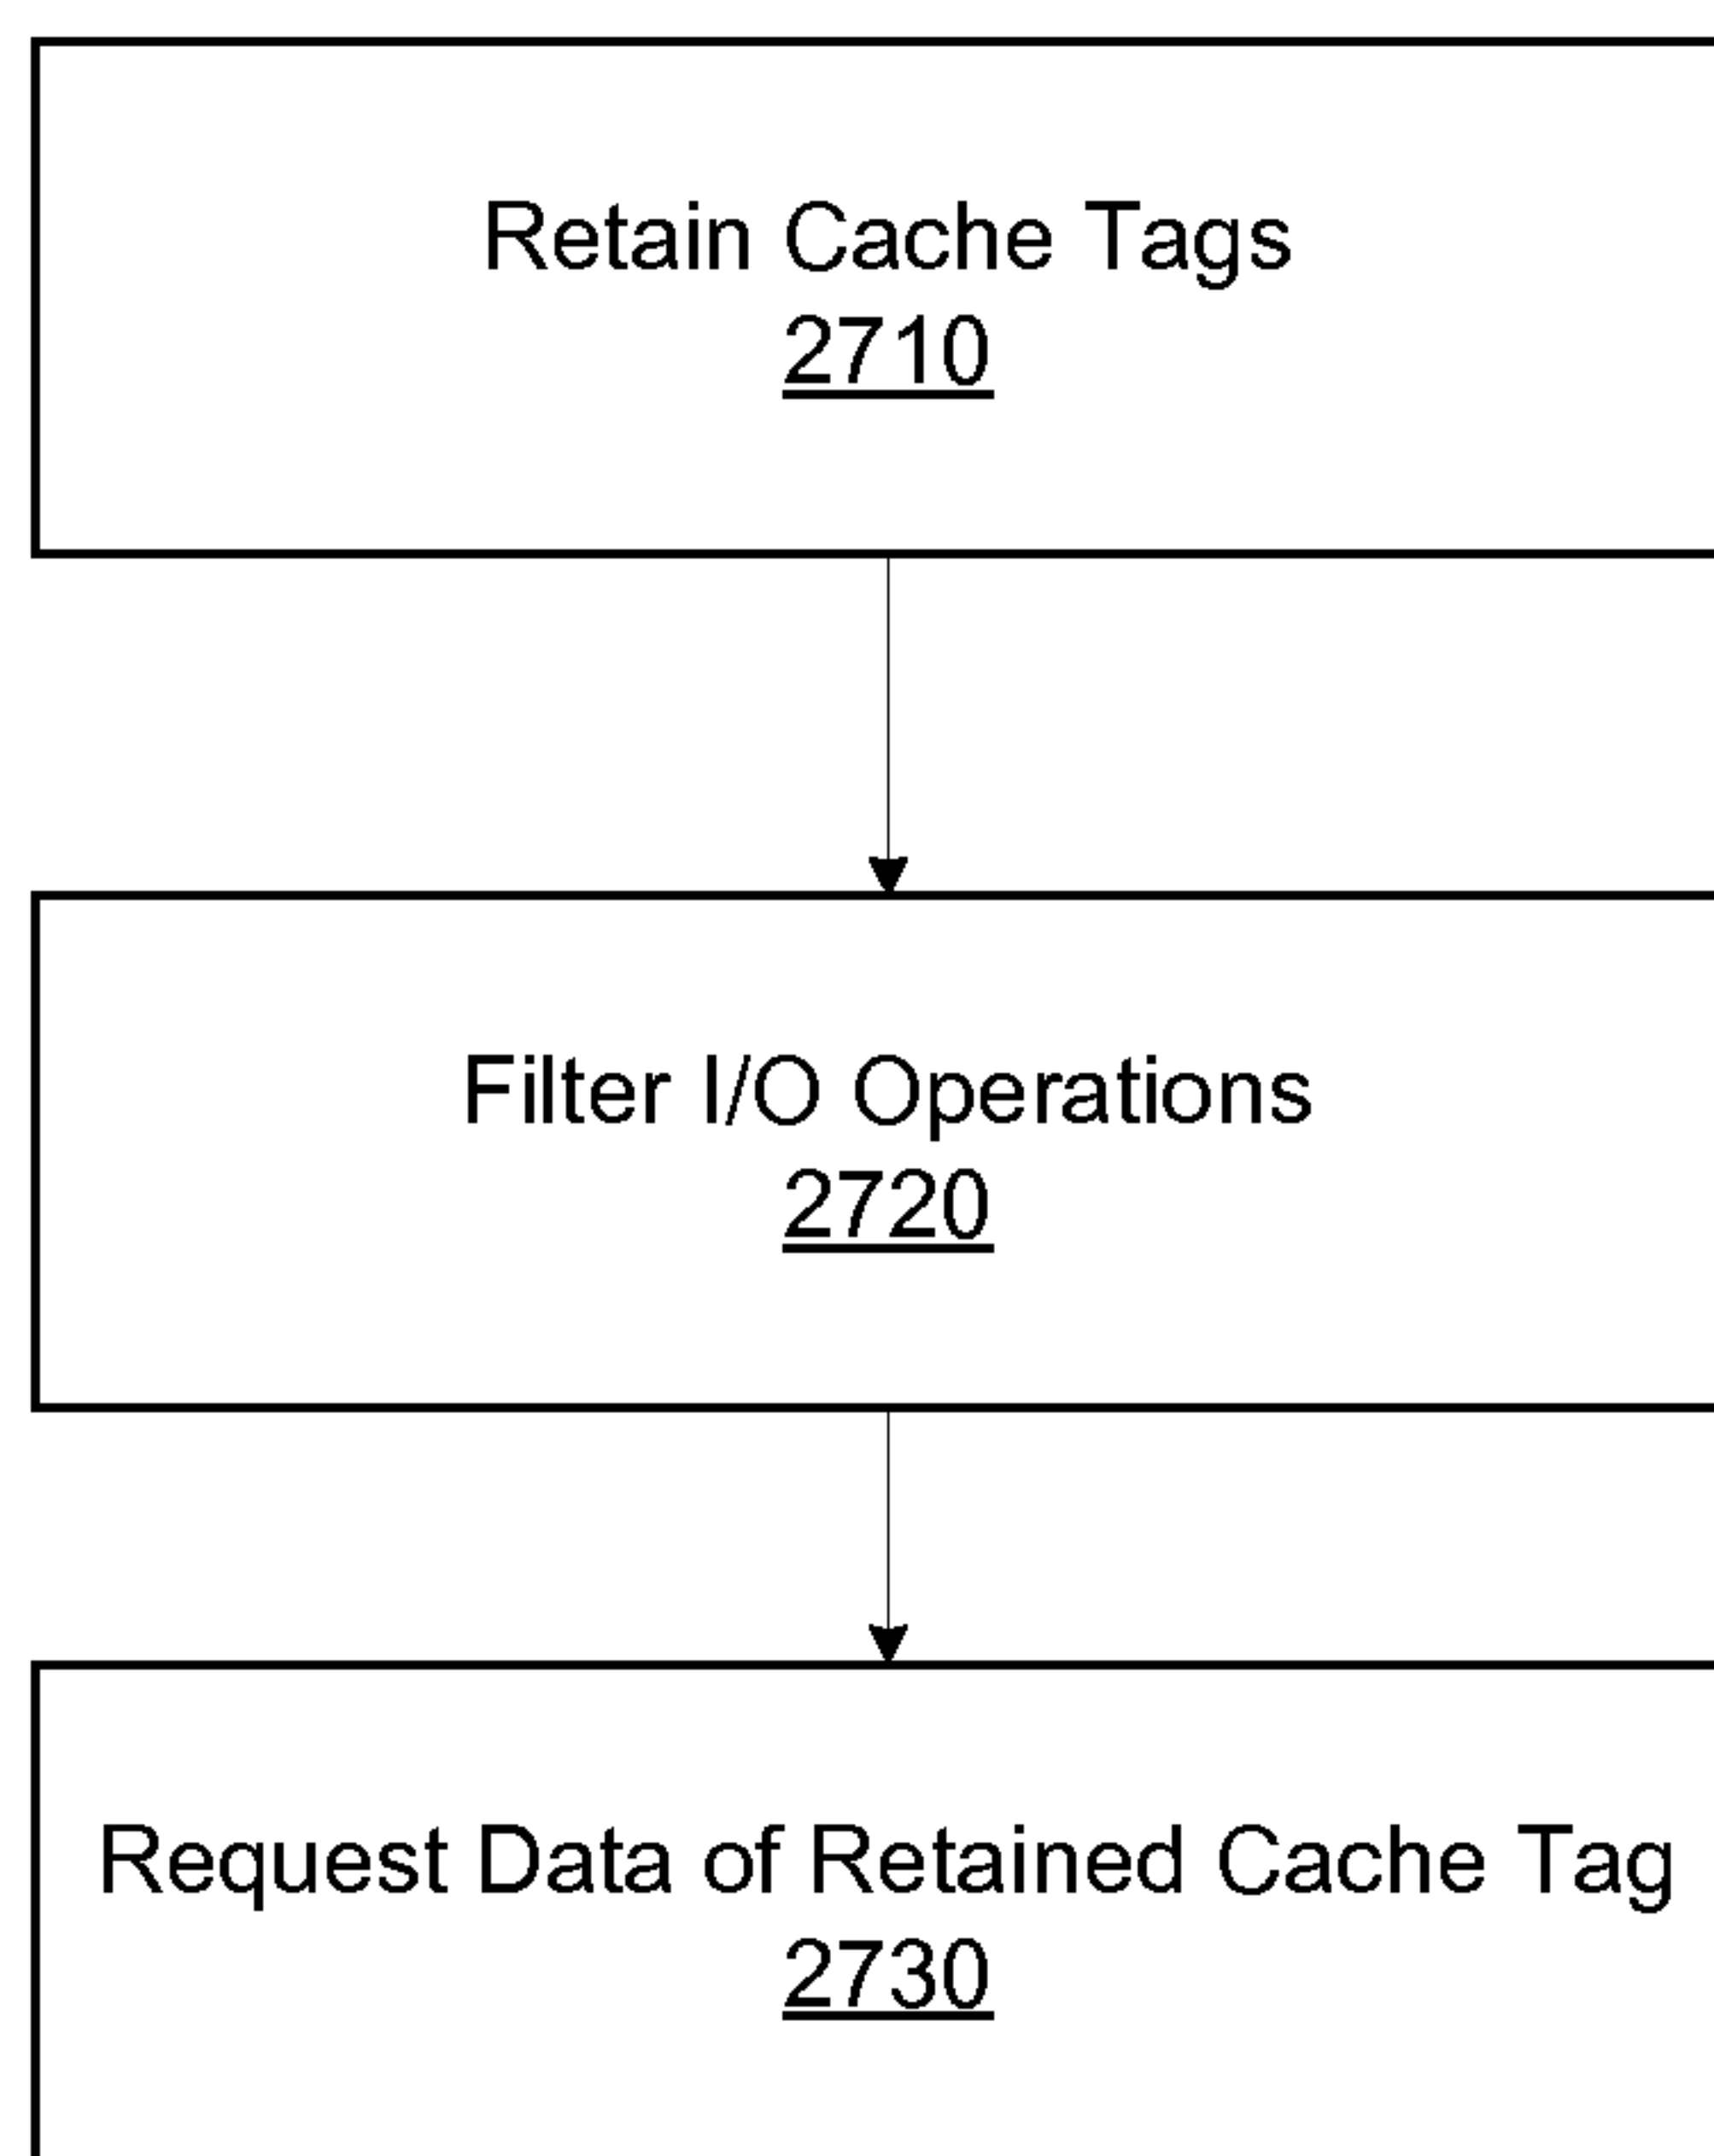 Retain Cache Tags
2710
Filter I/O Operations
2720
Request Data of Retained Cache Tag
2730